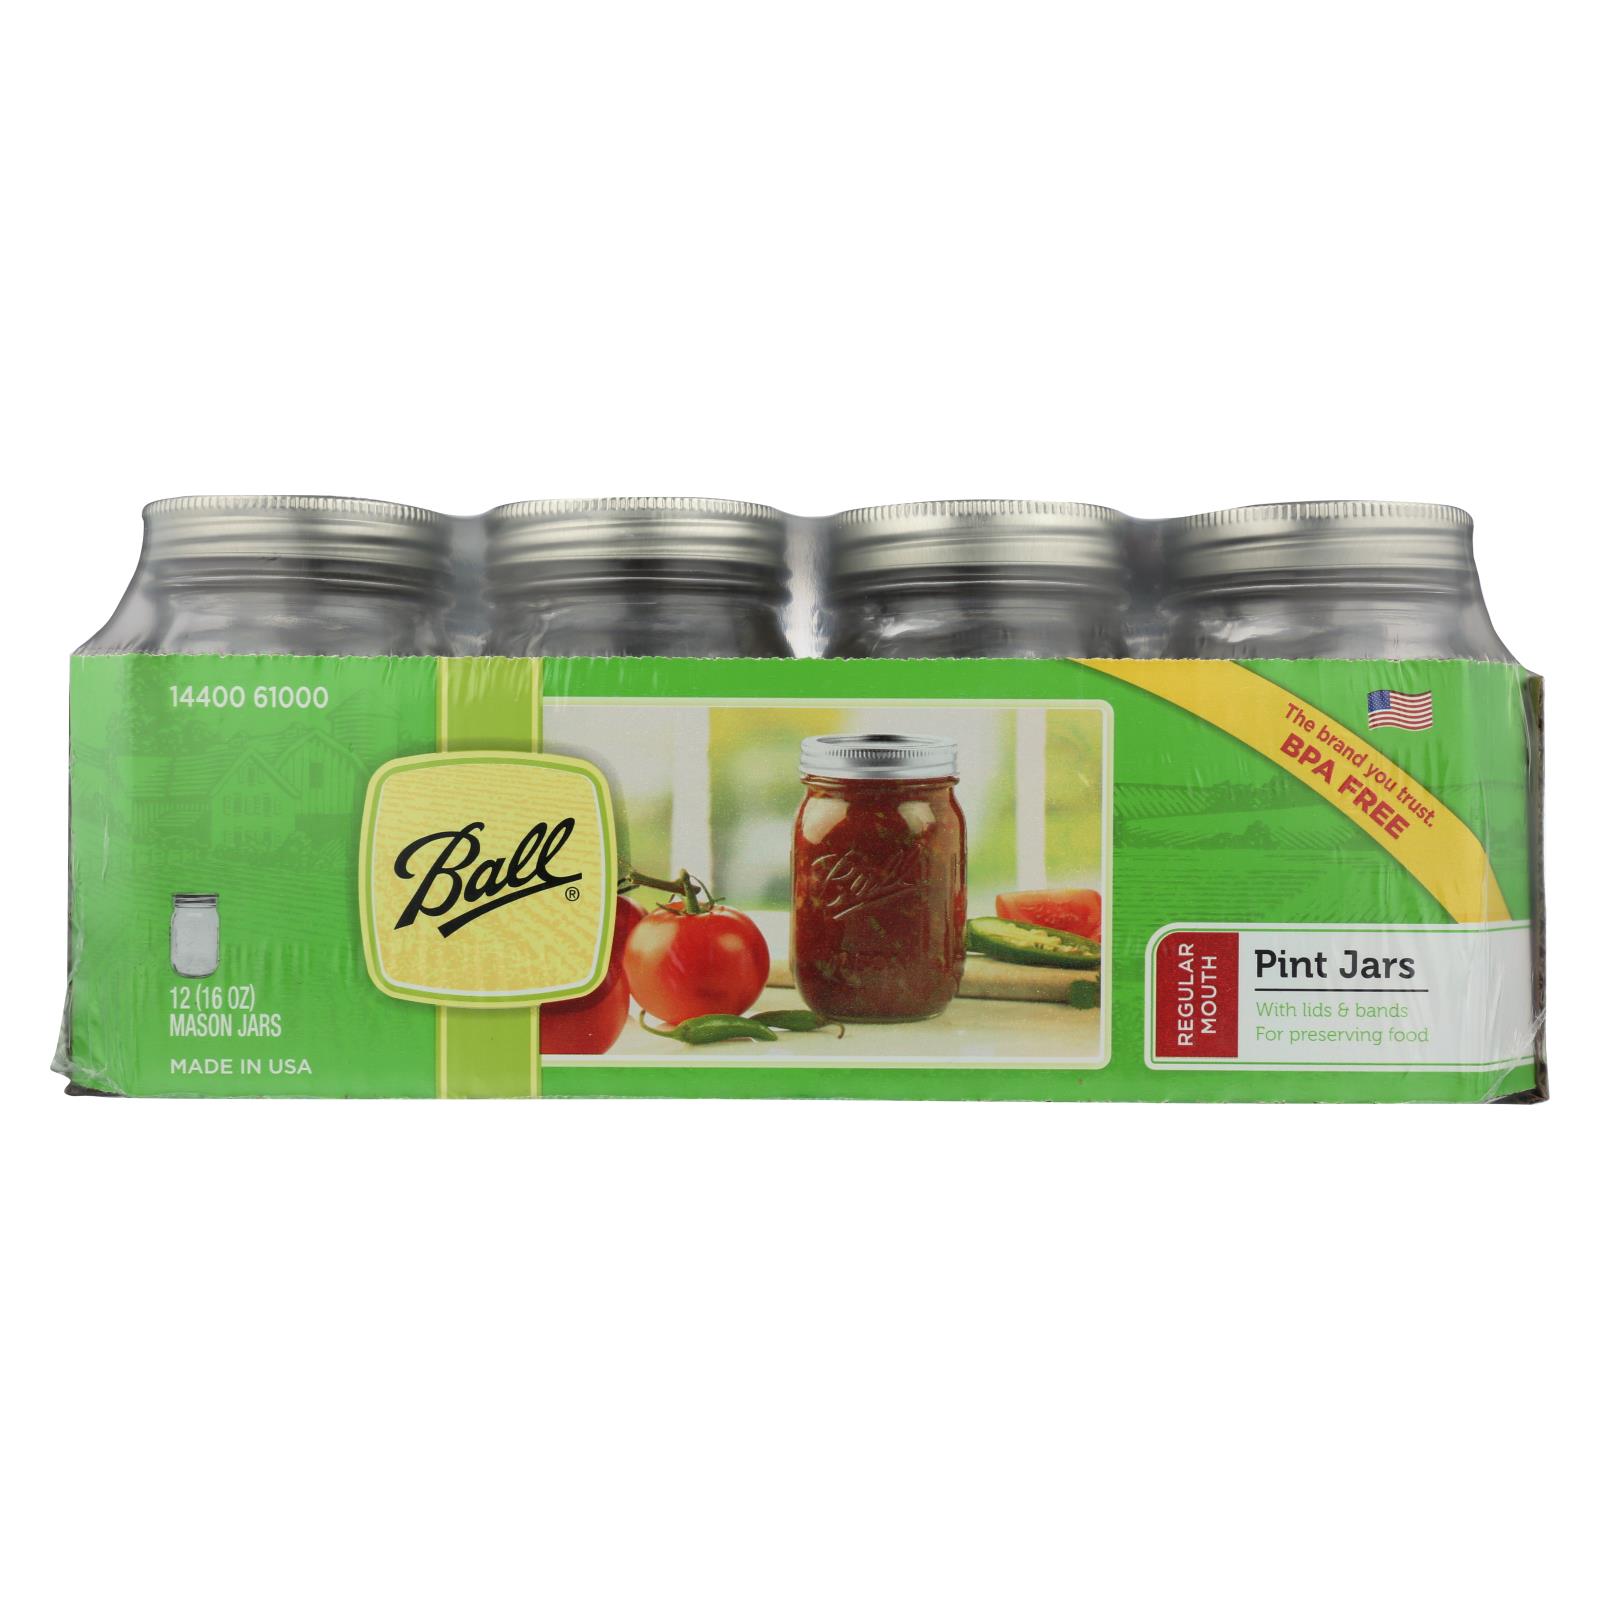 14400 61000
Ball®
12 (16 OZ)
MASON JARS
MADE IN USA
Ball
The brand you trust.
BPA FREE
REGULAR
MOUTH
Pint Jars
With lids & bands
For preserving food